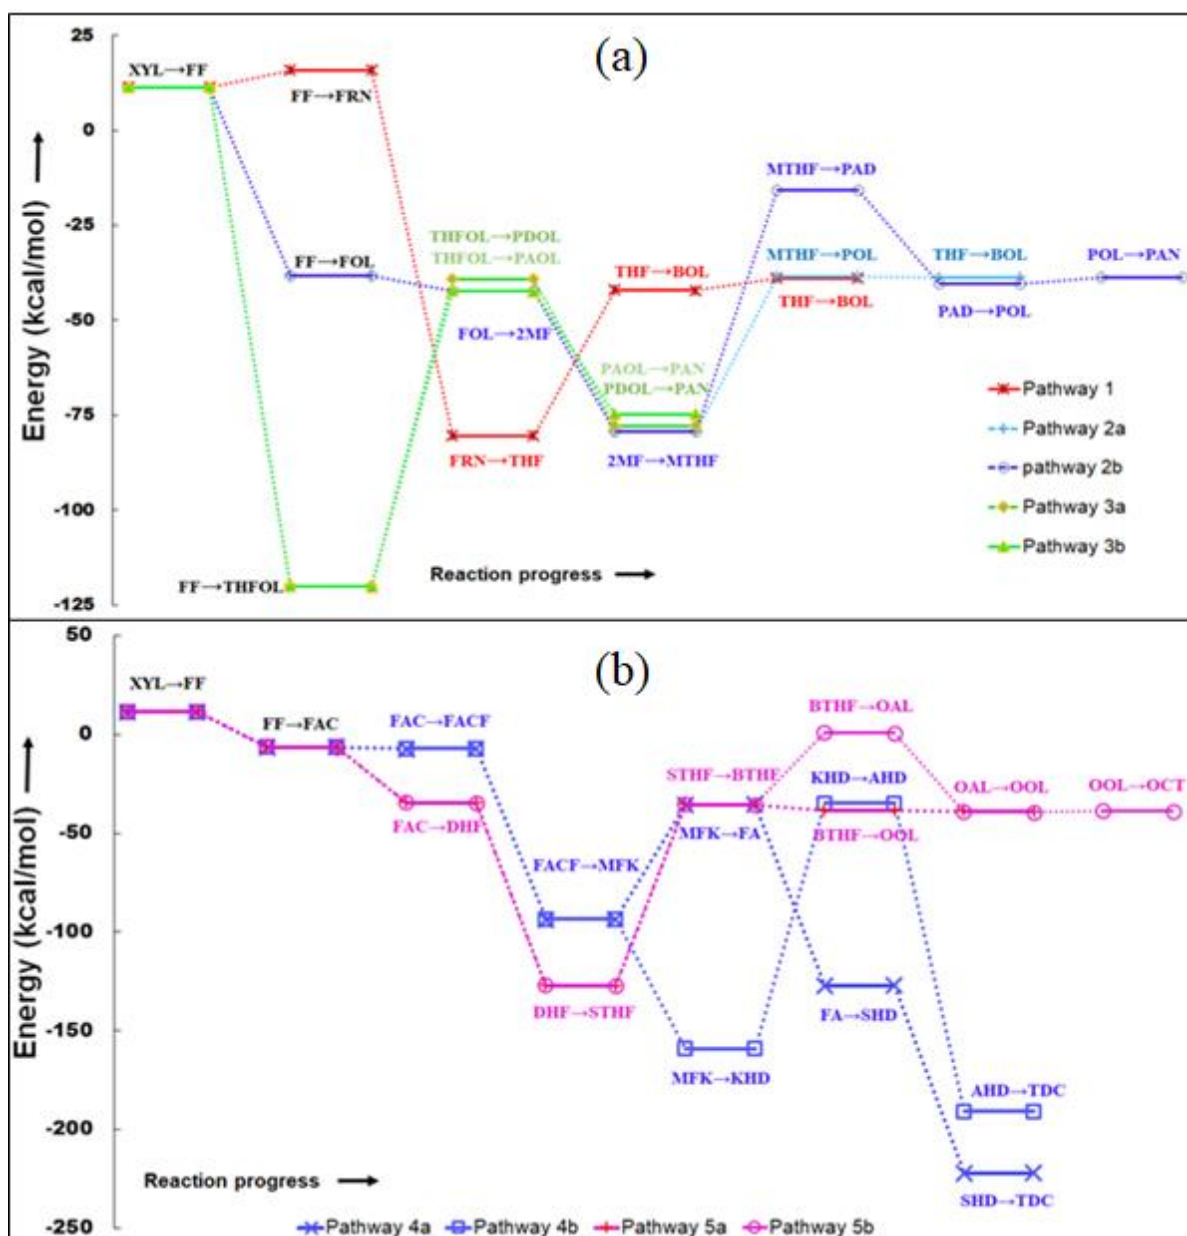 (a)
25
0
-25
-50
-75
-100
-125
Energy (kcal/mol)
XYL→FF
FF→FRN
MTHF→PAD
THFOL→PDOL
THFOL→PAOL
MTHF→POL
THF→BOL
POL→PAN
FF→FOL
THF→BOL
THF→BOL
PAD→POL
FOL→2MF
PAOL→PAN
PDOL→PAN
FRN→THF
2MF→MTHF
FF→THFOL
Reaction progress
Pathway 1
Pathway 2a
pathway 2b
Pathway 3a
Pathway 3b
(b)
50
0
-50
-100
-150
-200
-250
Energy (kcal/mol)
XYL→FF
FF→FAC
FAC→FACF
BTHF→OAL
STHF→BTHF
KHD→AHD
OAL→OOL
OOL→OCT
FAC→DHF
MFK→FA
BTHF→OOL
FACF→MFK
DHF→STHF
FA→SHD
MFK→KHD
AHD→TDC
SHD→TDC
Reaction progress
Pathway 4a
Pathway 4b
Pathway 5a
Pathway 5b